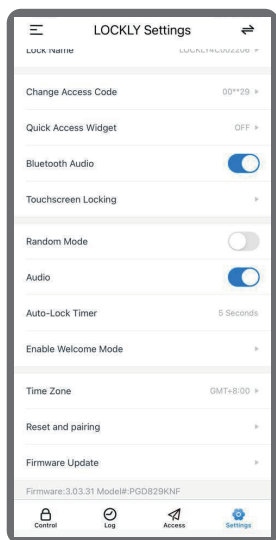 LOCKLY Settings
Lock Name LOCKLY4C002206
Change Access Code 00**29
Quick Access Widget OFF
Bluetooth Audio
Touchscreen Locking
Random Mode
Audio
Auto-Lock Timer 5 Seconds
Enable Welcome Mode
Time Zone GMT+8:00
Reset and pairing
Firmware Update
Firmware:3.03.31 Model#:PGD829KNF
Control Log Access Settings